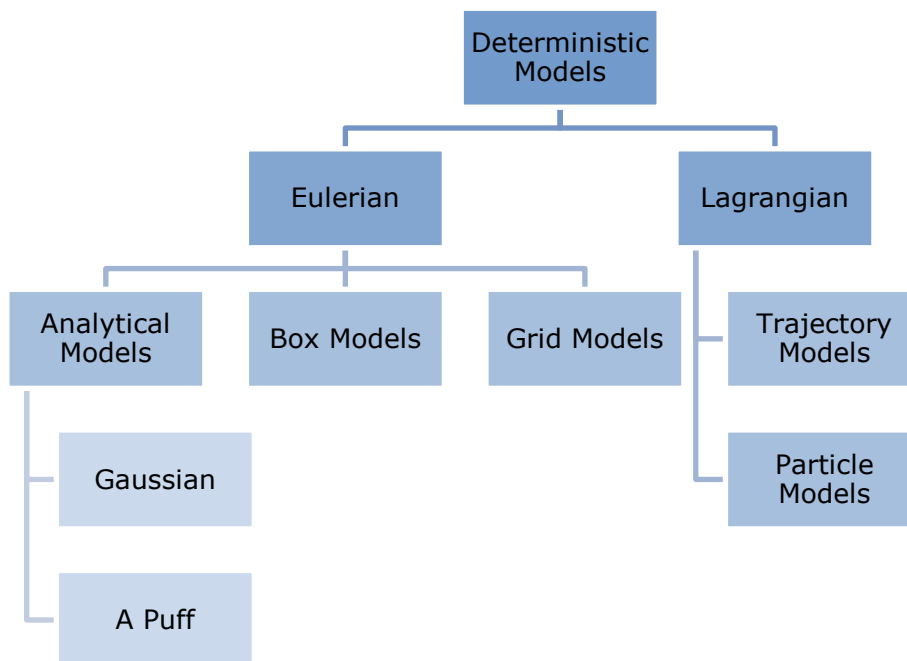 Deterministic
Models
Eulerian
Lagrangian
Analytical
Models
Box Models
Grid Models
Trajectory
Models
Gaussian
Particle
Models
A Puff